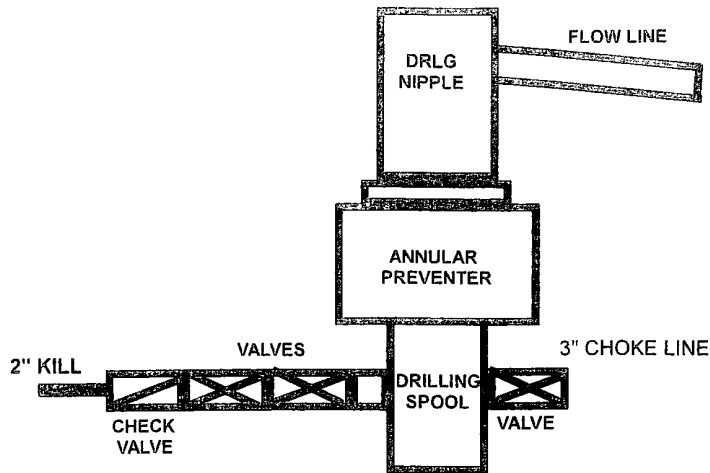 DRLG
NIPPLE
FLOW LINE
ANNULAR
PREVENTER
VALVES
3" CHOKE LINE
2" KILL
DRILLING
SPOOL
CHECK
VALVE
VALVE